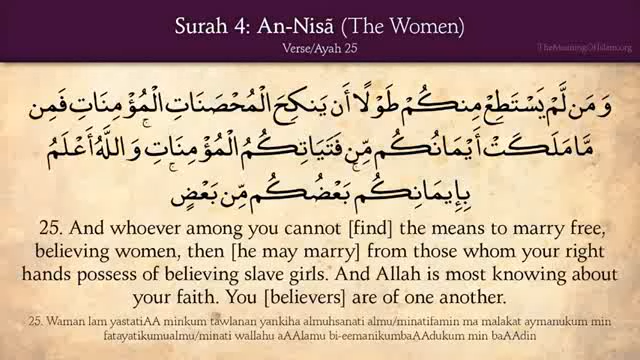 Surah 4: An-Nisã (The Women)
Verse/Ayah 25
TheMeaningOfIslam.org
وَمَن لَّمْ يَسْتَطِعْ مِنكُمْ طَوْلًا أَن يَنكِحَ الْمُحْصَنَاتِ الْمُؤْمِنَاتِ فَمِن
مَّا مَلَكَتْ أَيْمَانُكُم مِّن فَتَيَاتِكُمُ الْمُؤْمِنَاتِ ۚ وَاللَّهُ أَعْلَمُ
بِإِيمَانِكُم ۚ بَعْضُكُم مِّن بَعْضٍ
25. And whoever among you cannot [find] the means to marry free,
believing women, then [he may marry] from those whom your right
hands possess of believing slave girls. And Allah is most knowing about
your faith. You [believers] are of one another.
25. Waman lam yastatiAA minkum tawlanan yankiha almuhsanati almu/minatifamin ma malakat aymanukum min
fatayatikumualmu/minati wallahu aAAlamu bi-eemanikumbaAAdukum min baAAdin